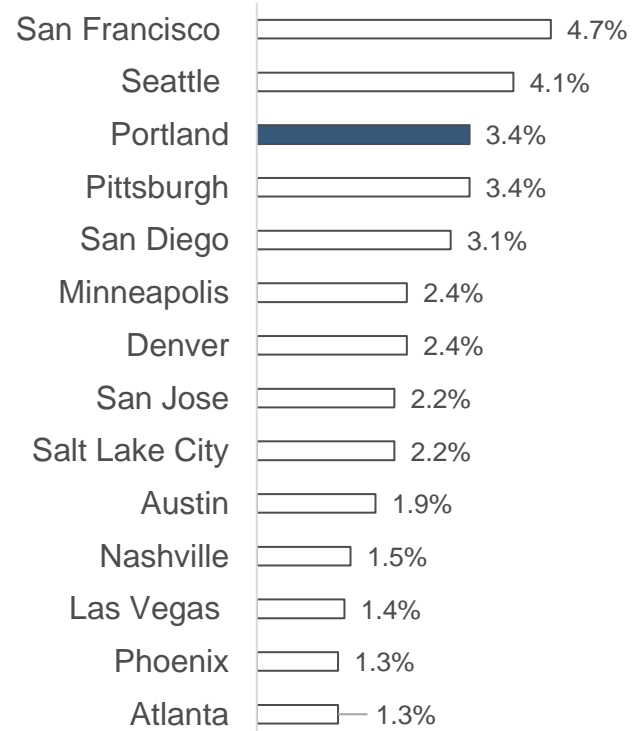 San Francisco 4.7%
Seattle 4.1%
Portland 3.4%
Pittsburgh 3.4%
San Diego 3.1%
Minneapolis 2.4%
Denver 2.4%
San Jose 2.2%
Salt Lake City 2.2%
Austin 1.9%
Nashville 1.5%
Las Vegas 1.4%
Phoenix 1.3%
Atlanta 1.3%